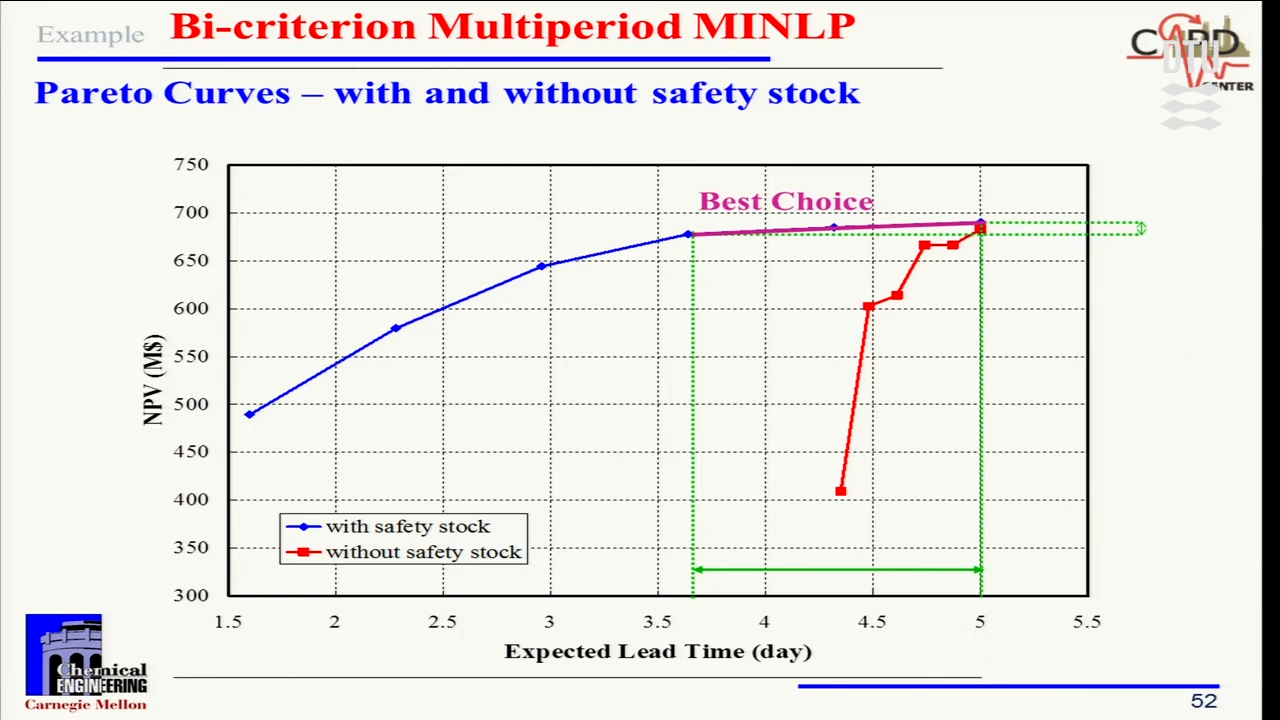 Example Bi-criterion Multiperiod MINLP
CAPD
DTU
CENTER
Pareto Curves – with and without safety stock
750
700
650
600
550
500
450
400
350
300
NPV (M$)
Best Choice
with safety stock
without safety stock
1.5 2 2.5 3 3.5 4 4.5 5 5.5
Expected Lead Time (day)
Chemical
ENGINEERING
Carnegie Mellon
52